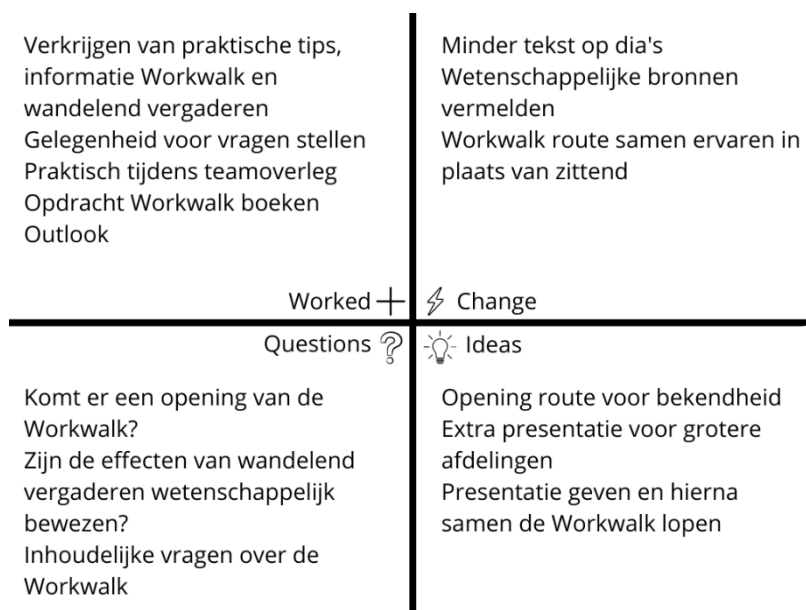 Verkrijgen van praktische tips,
informatie Workwalk en
wandelend vergaderen
Gelegenheid voor vragen stellen
Praktisch tijdens teamoverleg
Opdracht Workwalk boeken
Outlook
Worked
Minder tekst op dia's
Wetenschappelijke bronnen
vermelden
Workwalk route samen ervaren in
plaats van zittend
Change
Questions
Komt er een opening van de
Workwalk?
Zijn de effecten van wandelend
vergaderen wetenschappelijk
bewezen?
Inhoudelijke vragen over de
Workwalk
Ideas
Opening route voor bekendheid
Extra presentatie voor grotere
afdelingen
Presentatie geven en hierna
samen de Workwalk lopen